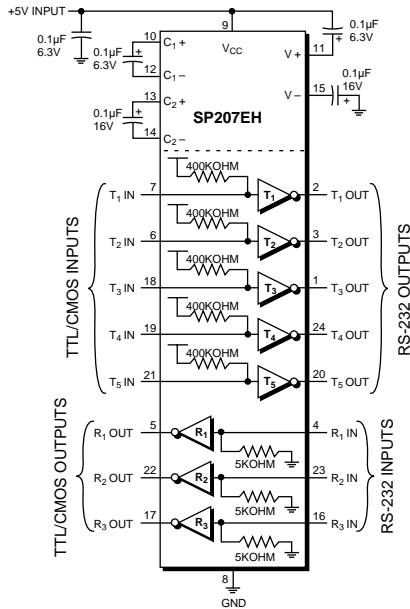 +5V INPUT
0.1µF
6.3V
9
VCC
0.1µF
6.3V
10
C1 +
12
C1 –
V +
11
0.1µF
6.3V
0.1µF
16V
13
C2 +
14
C2 –
V –
15
0.1µF
16V
SP207EH
TTL/CMOS INPUTS
RS-232 OUTPUTS
400KOHM
T1 IN 7 T1 2 T1 OUT
400KOHM
T2 IN 6 T2 3 T2 OUT
400KOHM
T3 IN 18 T3 1 T3 OUT
400KOHM
T4 IN 19 T4 24 T4 OUT
400KOHM
T5 IN 21 T5 20 T5 OUT
TTL/CMOS OUTPUTS
RS-232 INPUTS
R1 OUT 5 R1 4 R1 IN
5KOHM
R2 OUT 22 R2 23 R2 IN
5KOHM
R3 OUT 17 R3 16 R3 IN
5KOHM
8
GND